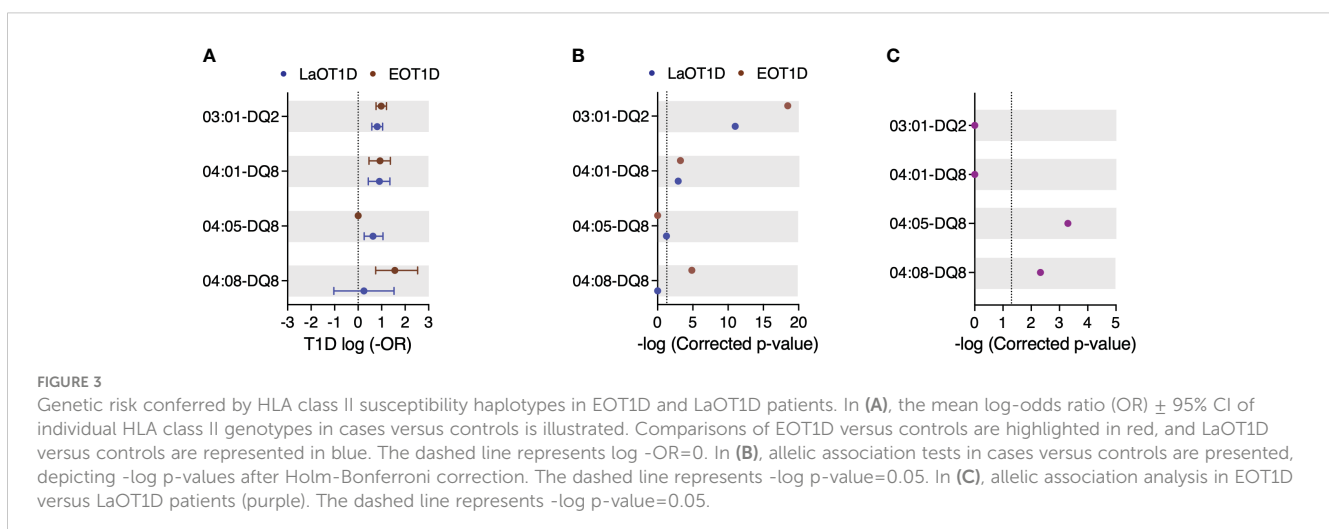 A
LaOT1D EOT1D
03:01-DQ2
04:01-DQ8
04:05-DQ8
04:08-DQ8
-3 -2 -1 0 1 2 3
T1D log (-OR)
B
LaOT1D EOT1D
03:01-DQ2
04:01-DQ8
04:05-DQ8
04:08-DQ8
0 5 10 15 20
-log (Corrected p-value)
C
03:01-DQ2
04:01-DQ8
04:05-DQ8
04:08-DQ8
0 1 2 3 4 5
-log (Corrected p-value)
FIGURE 3
Genetic risk conferred by HLA class II susceptibility haplotypes in EOT1D and LaOT1D patients. In (A), the mean log-odds ratio (OR) ± 95% CI of
individual HLA class II genotypes in cases versus controls is illustrated. Comparisons of EOT1D versus controls are highlighted in red, and LaOT1D
versus controls are represented in blue. The dashed line represents log -OR=0. In (B), allelic association tests in cases versus controls are presented,
depicting -log p-values after Holm-Bonferroni correction. The dashed line represents -log p-value=0.05. In (C), allelic association analysis in EOT1D
versus LaOT1D patients (purple). The dashed line represents -log p-value=0.05.